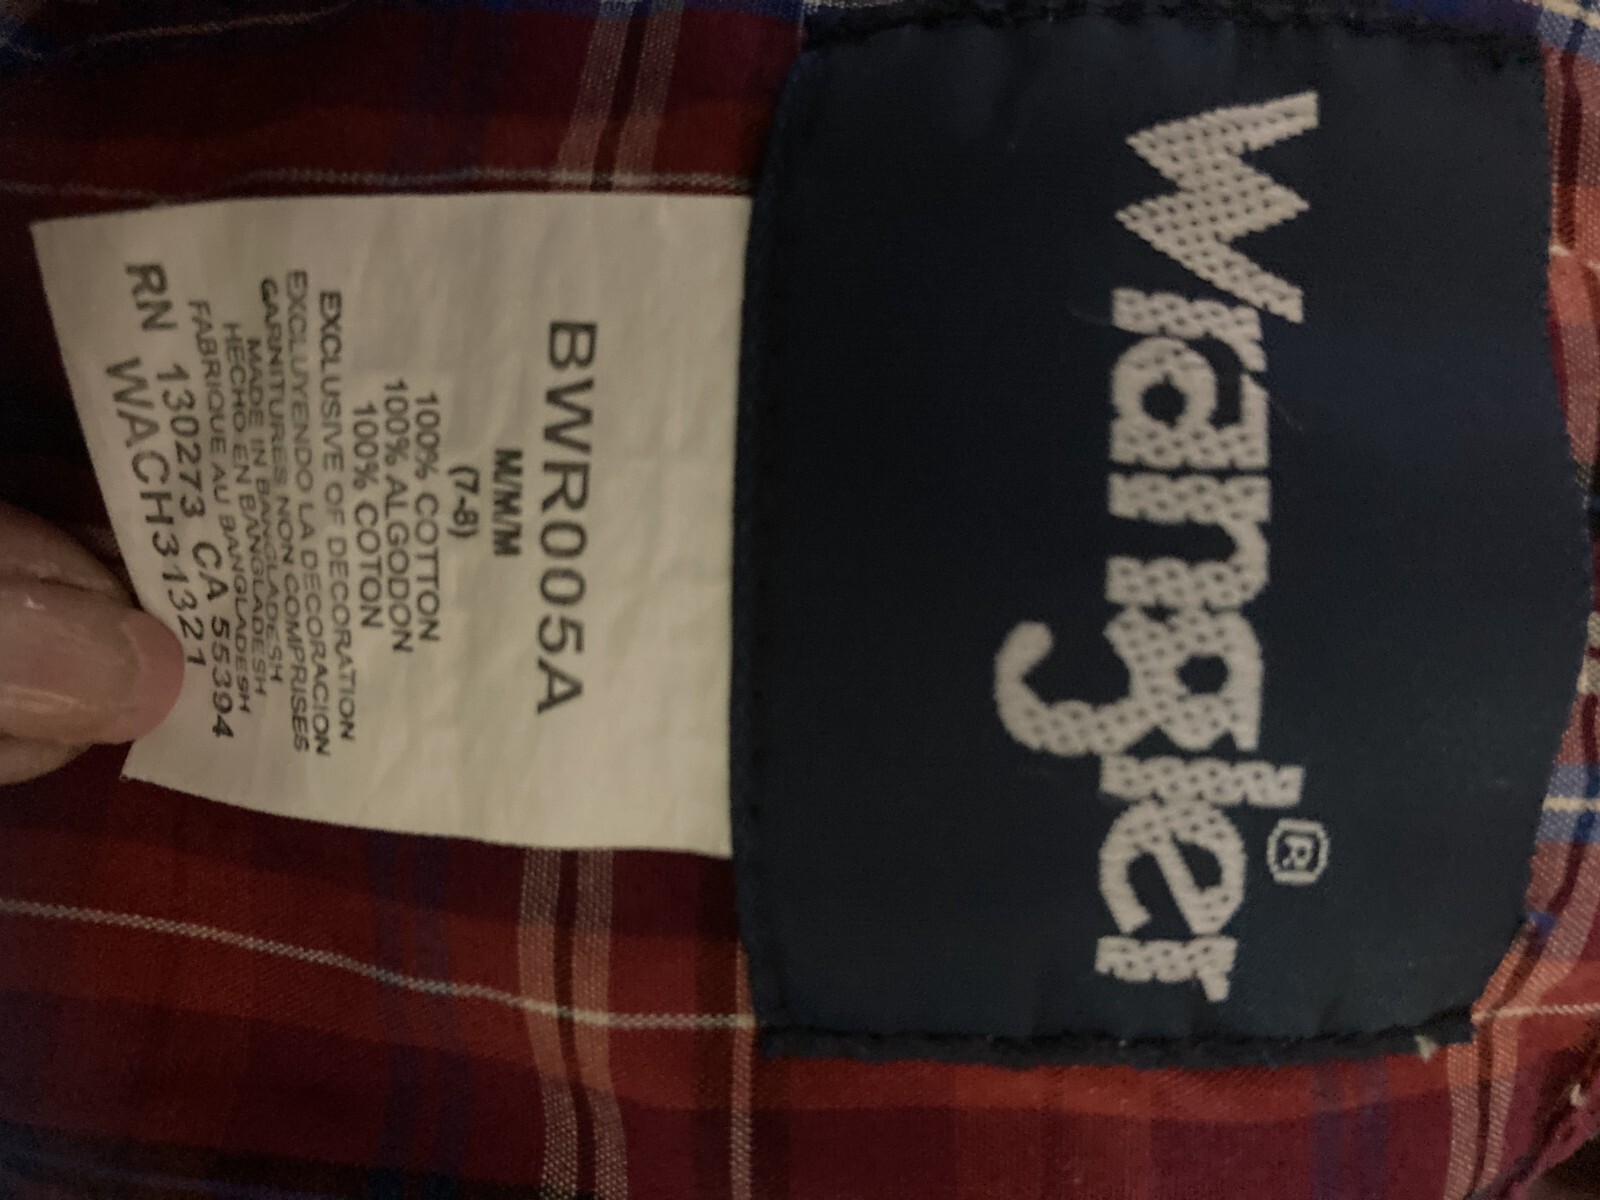 Wrangler®
BWR005A
M/M/M
(7-8)
100% COTTON
100% ALGODON
100% COTON
EXCLUSIVE OF DECORATION
EXCLUYENDO LA DECORACION
GARNITURES NON COMPRISES
MADE IN BANGLADESH
HECHO EN BANGLADESH
FABRIQUE AU BANGLADESH
RN 130273 CA 55394
WACH31321